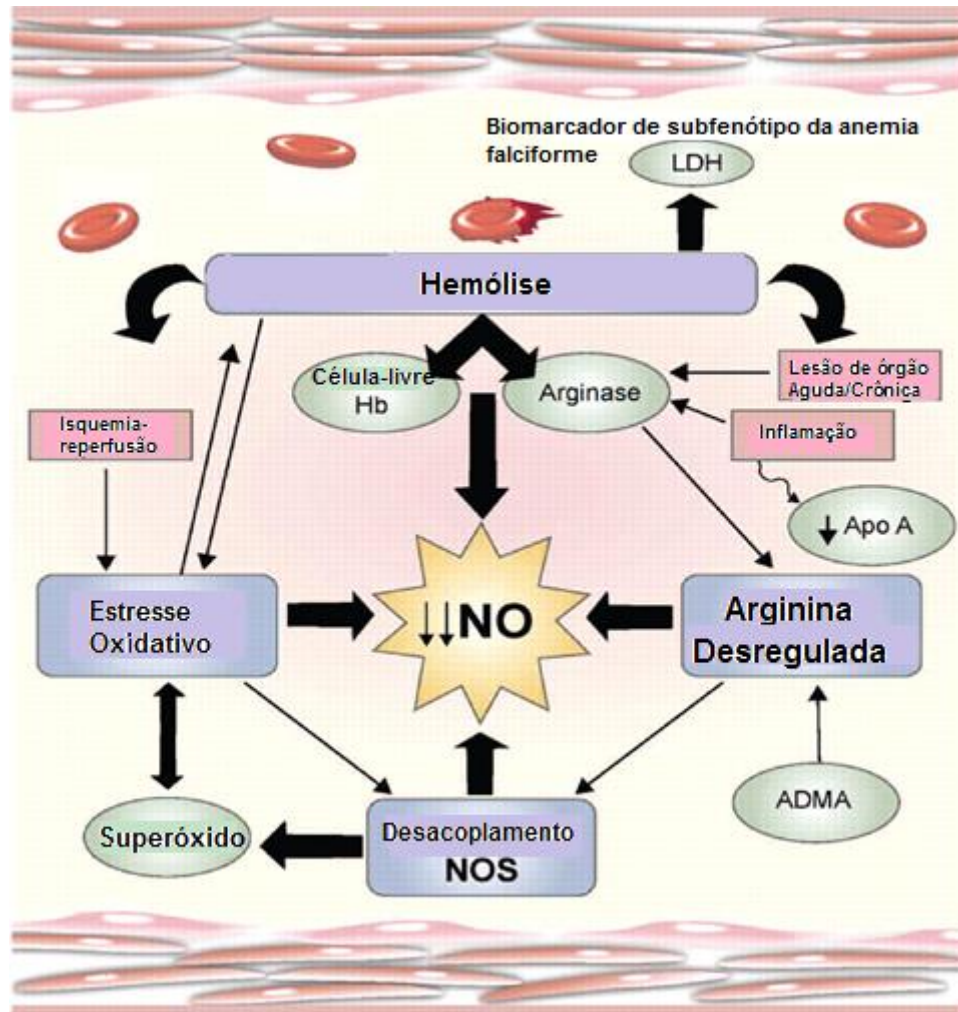 Biomarcador de subfenótipo da anemia
falciforme
LDH
Hemólise
Célula-livre
Hb
Arginase
Lesão de órgão
Aguda/Crônica
Isquemia-
reperfusão
Inflamação
↓ Apo A
Estresse
Oxidativo
↓↓NO
Arginina
Desregulada
Superóxido
Desacoplamento
NOS
ADMA